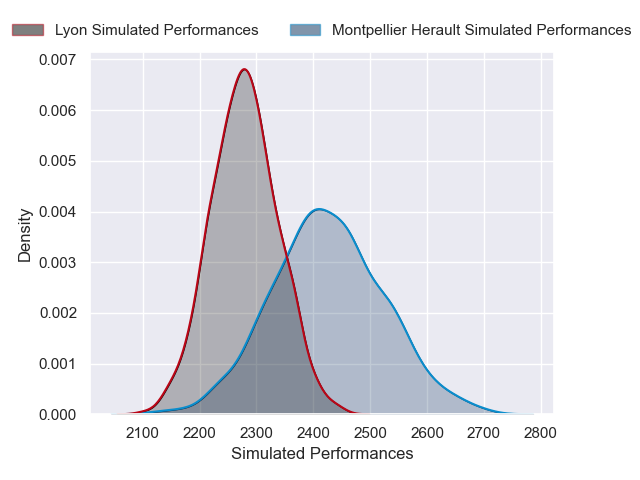 Lyon Simulated Performances
Montpellier Herault Simulated Performances
0.007
0.006
0.005
0.004
0.003
0.002
0.001
0.000
Density
2100 2200 2300 2400 2500 2600 2700 2800
Simulated Performances